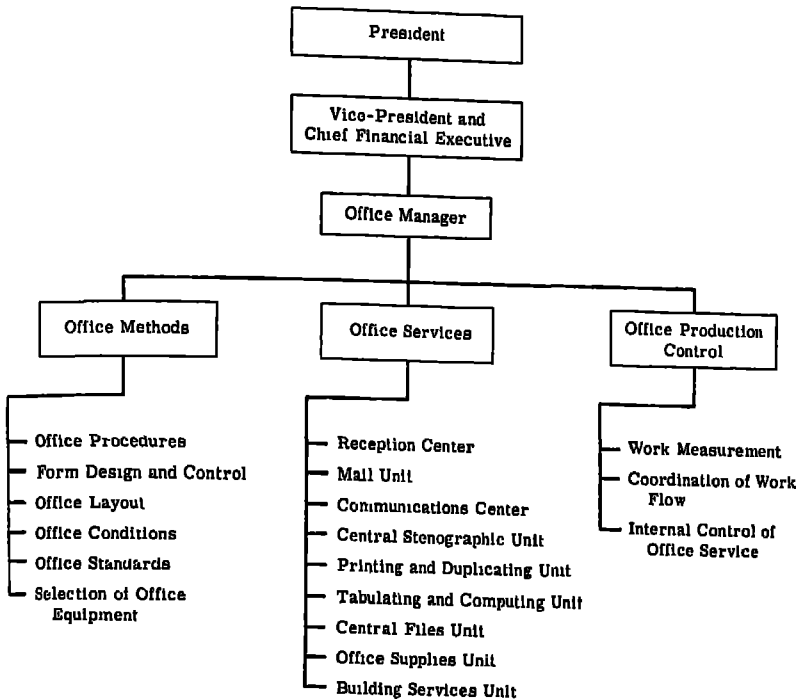 President
Vice-President and
Chief Financial Executive
Office Manager
Office Methods
Office Services
Office Production
Control
Office Procedures
Form Design and Control
Office Layout
Office Conditions
Office Standards
Selection of Office
Equipment
Reception Center
Mail Unit
Communications Center
Central Stenographic Unit
Printing and Duplicating Unit
Tabulating and Computing Unit
Central Files Unit
Office Supplies Unit
Building Services Unit
Work Measurement
Coordination of Work
Flow
Internal Control of
Office Service